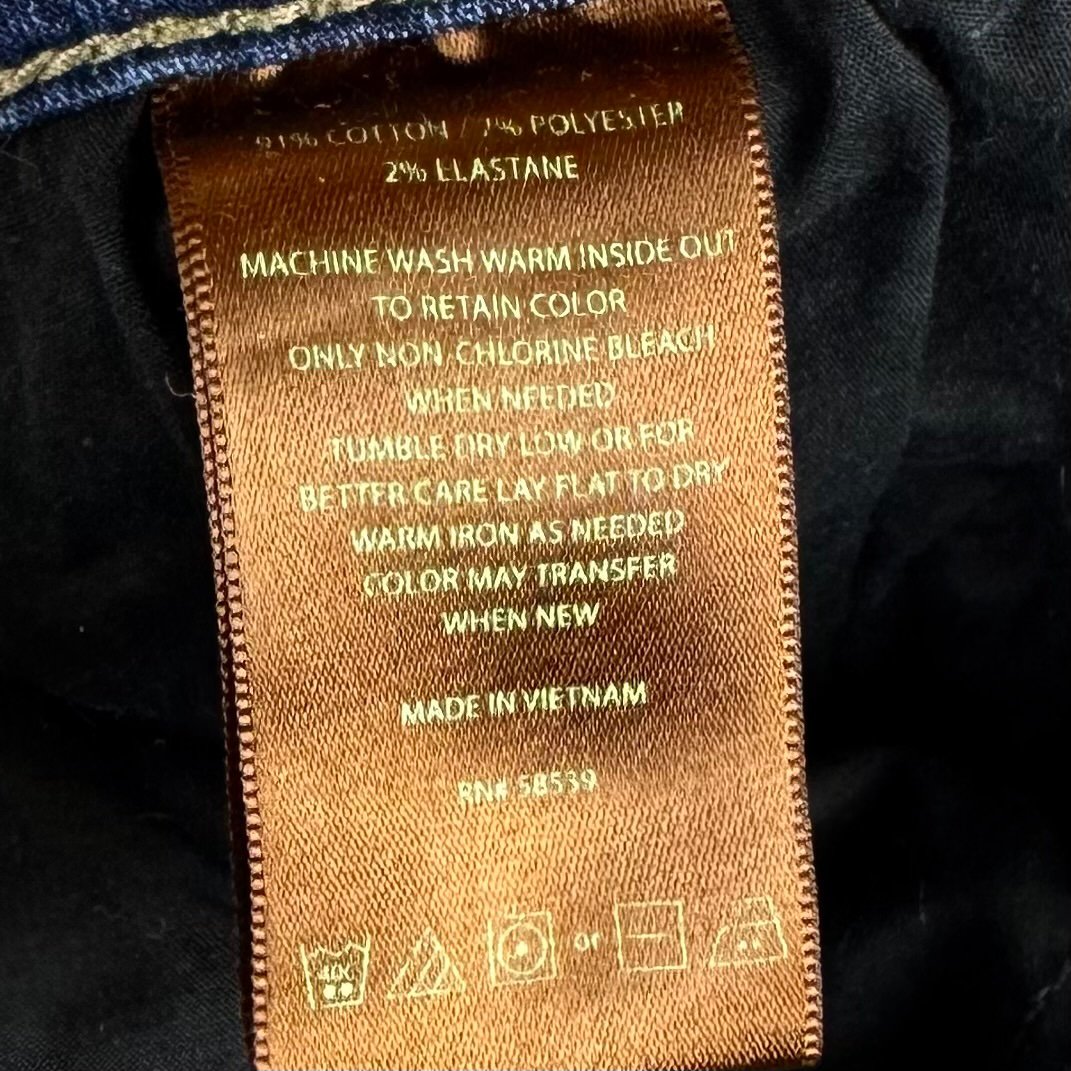 91% COTTON / 7% POLYESTER
2% ELASTANE
MACHINE WASH WARM INSIDE OUT
TO RETAIN COLOR
ONLY NON CHLORINE BLEACH
WHEN NEEDED
TUMBLE DRY LOW OR FOR
BETTER CARE LAY FLAT TO DRY
WARM IRON AS NEEDED
COLOR MAY TRANSFER
WHEN NEW
MADE IN VIETNAM
RN# 58539
or